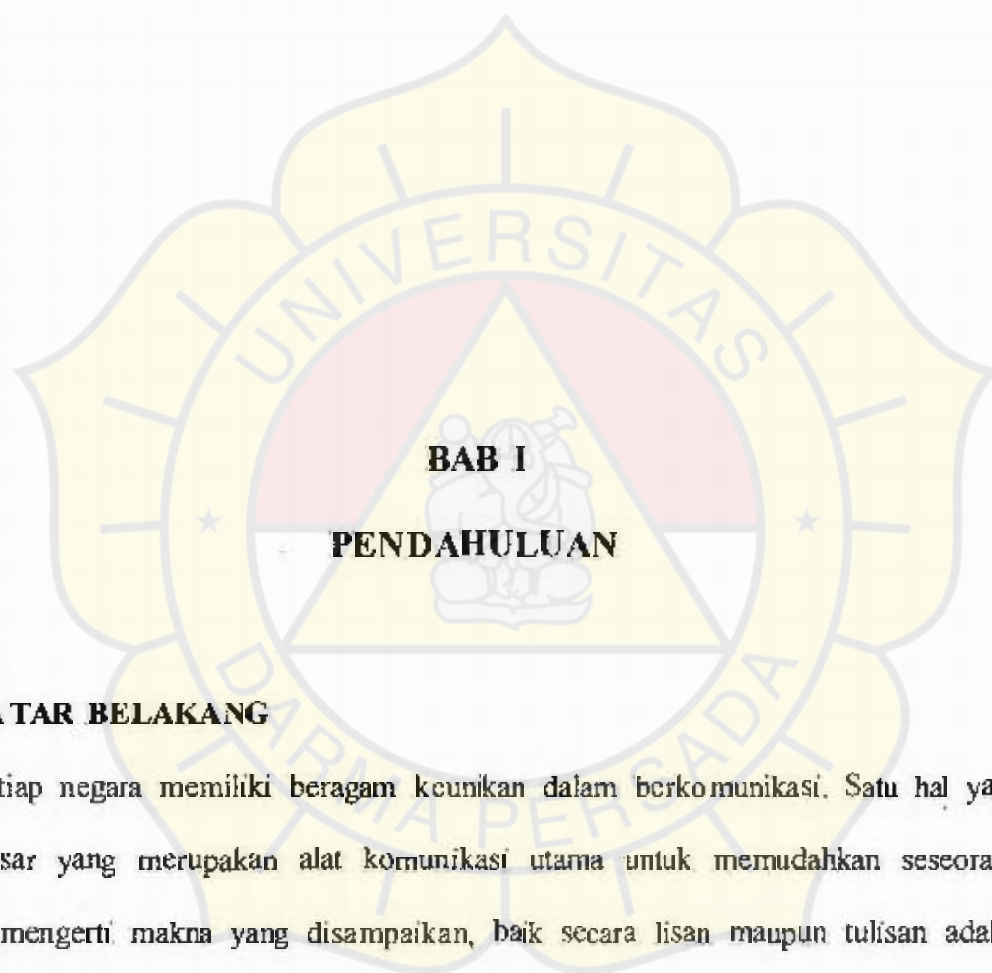 UNIVERSITAS
BAB I
PENDAHULUAN
ATAR BELAKANG
tiap negara memiliki beragam keunikan dalam berkomunikasi. Satu hal ya
sar yang merupakan alat komunikasi utama untuk memudahkan seseora
mengerti makna yang disampaikan, baik secara lisan maupun tulisan adal
DARMA PERSADA